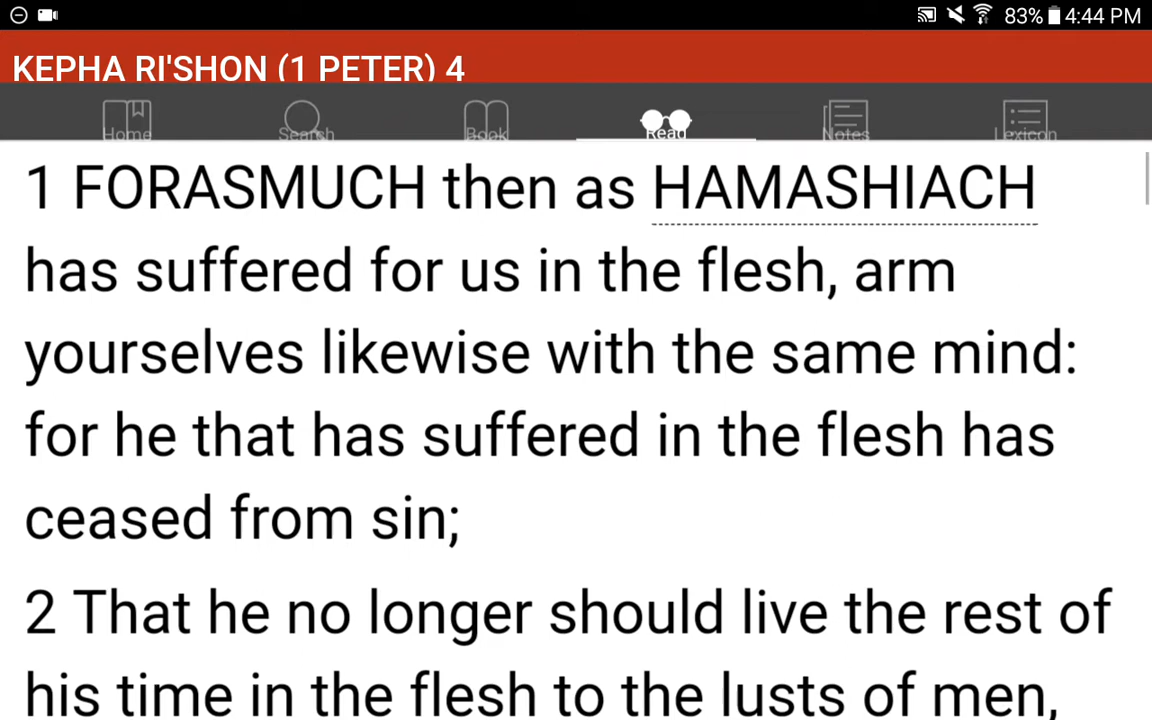 83% 4:44 PM
KEPHA RI'SHON (1 PETER) 4
Home Search Book Read Notes Lexicon
1 FORASMUCH then as HAMASHIACH
has suffered for us in the flesh, arm
yourselves likewise with the same mind:
for he that has suffered in the flesh has
ceased from sin;
2 That he no longer should live the rest of
his time in the flesh to the lusts of men,